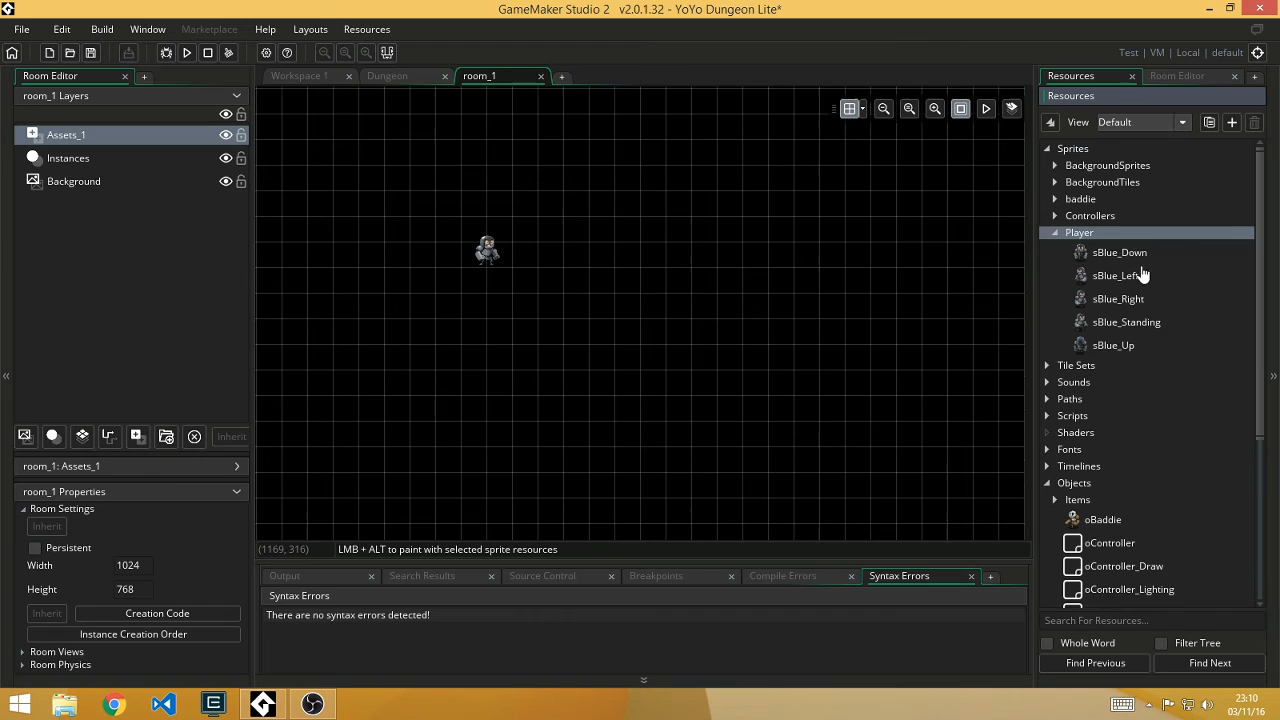 GameMaker Studio 2   v2.0.1.32 - YoYo Dungeon Lite*
File Edit Build Window Marketplace Help Layouts Resources
Test | VM | Local | default
Room Editor
Workspace 1 Dungeon room_1
Resources Room Editor
room_1 Layers
Resources
View Default
Assets_1
Instances
Background
Sprites
BackgroundSprites
BackgroundTiles
baddie
Controllers
Player
sBlue_Down
sBlue_Left
sBlue_Right
sBlue_Standing
sBlue_Up
Tile Sets
Sounds
Paths
Scripts
Shaders
Fonts
Timelines
Objects
Items
oBaddie
oController
oController_Draw
oController_Lighting
Inherit
room_1: Assets_1
room_1 Properties
Room Settings
Inherit
Persistent
Width 1024
Height 768
Inherit Creation Code
Instance Creation Order
Room Views
Room Physics
(1169, 316) LMB + ALT to paint with selected sprite resources
Output Search Results Source Control Breakpoints Compile Errors Syntax Errors
Syntax Errors
There are no syntax errors detected!
Search For Resources...
Whole Word Filter Tree
Find Previous Find Next
23:10
03/11/16